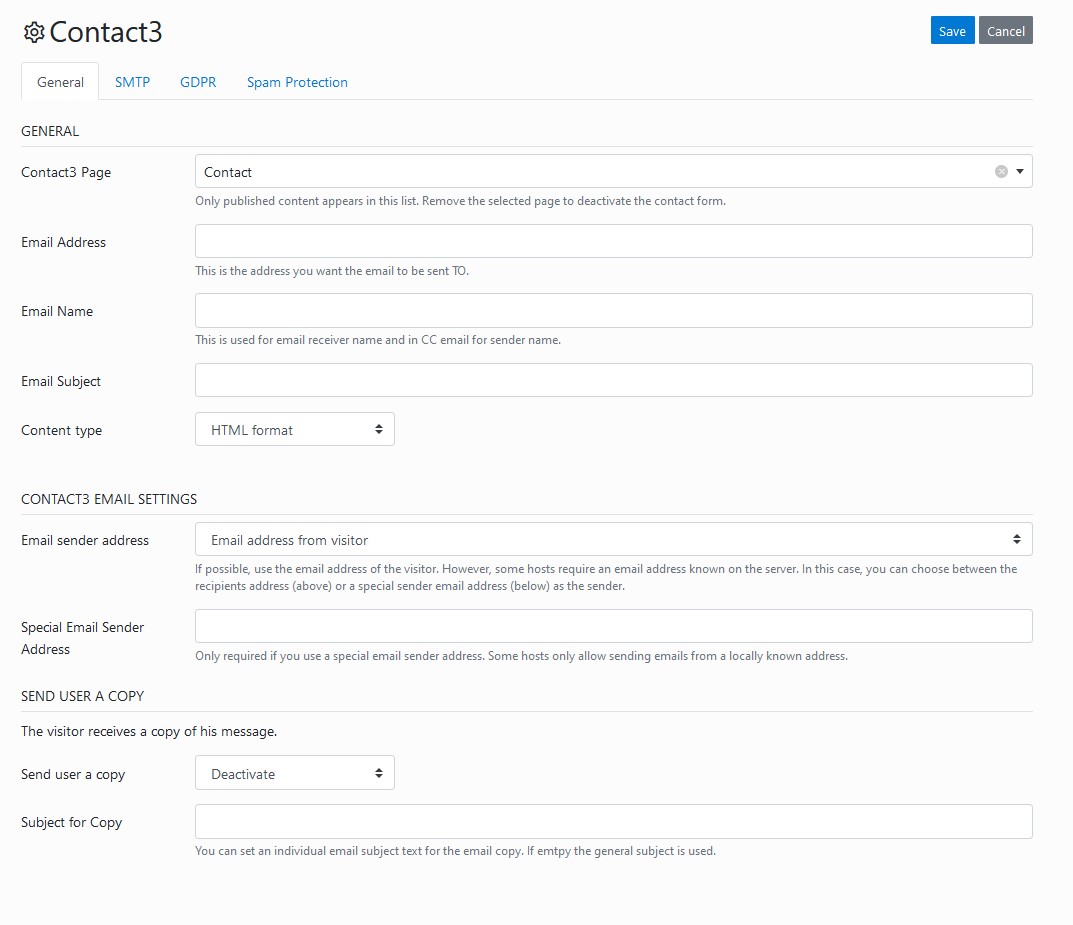 Contact3
Save
Cancel
General
SMTP
GDPR
Spam Protection
GENERAL
Contact3 Page
Contact
Only published content appears in this list. Remove the selected page to deactivate the contact form.
Email Address
This is the address you want the email to be sent TO.
Email Name
This is used for email receiver name and in CC email for sender name.
Email Subject
Content type
HTML format
CONTACT3 EMAIL SETTINGS
Email sender address
Email address from visitor
If possible, use the email address of the visitor. However, some hosts require an email address known on the server. In this case, you can choose between the
recipients address (above) or a special sender email address (below) as the sender.
Special Email Sender
Address
Only required if you use a special email sender address. Some hosts only allow sending emails from a locally known address.
SEND USER A COPY
The visitor receives a copy of his message.
Send user a copy
Deactivate
Subject for Copy
You can set an individual email subject text for the email copy. If emtpy the general subject is used.